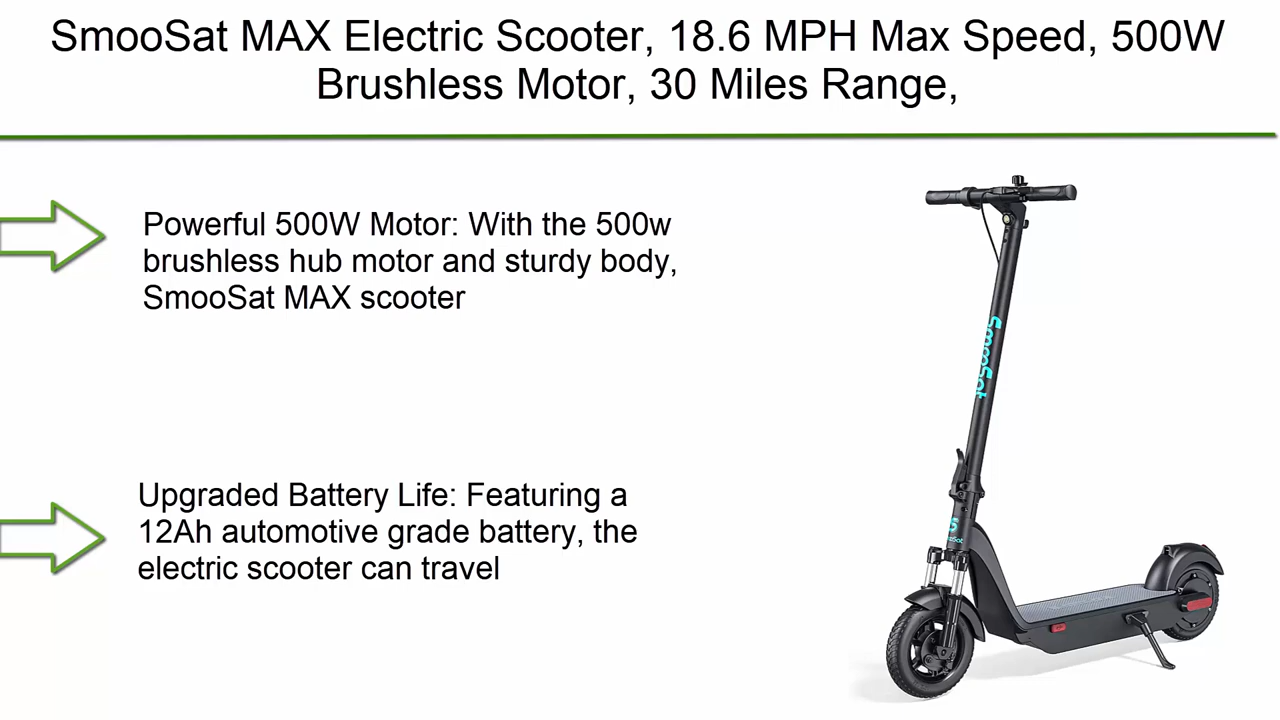 SmooSat MAX Electric Scooter, 18.6 MPH Max Speed, 500W
Brushless Motor, 30 Miles Range,
Powerful 500W Motor: With the 500w
brushless hub motor and sturdy body,
SmooSat MAX scooter
SmooSat
Upgraded Battery Life: Featuring a
12Ah automotive grade battery, the
electric scooter can travel